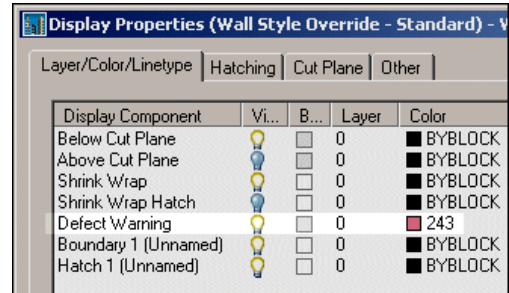 Display Properties (Wall Style Override - Standard) -
Layer/Color/Linetype Hatching Cut Plane Other
Display Component Vi... B... Layer Color
Below Cut Plane 0 BYBLOCK
Above Cut Plane 0 BYBLOCK
Shrink Wrap 0 BYBLOCK
Shrink Wrap Hatch 0 BYBLOCK
Defect Warning 0 243
Boundary 1 (Unnamed) 0 BYBLOCK
Hatch 1 (Unnamed) 0 BYBLOCK